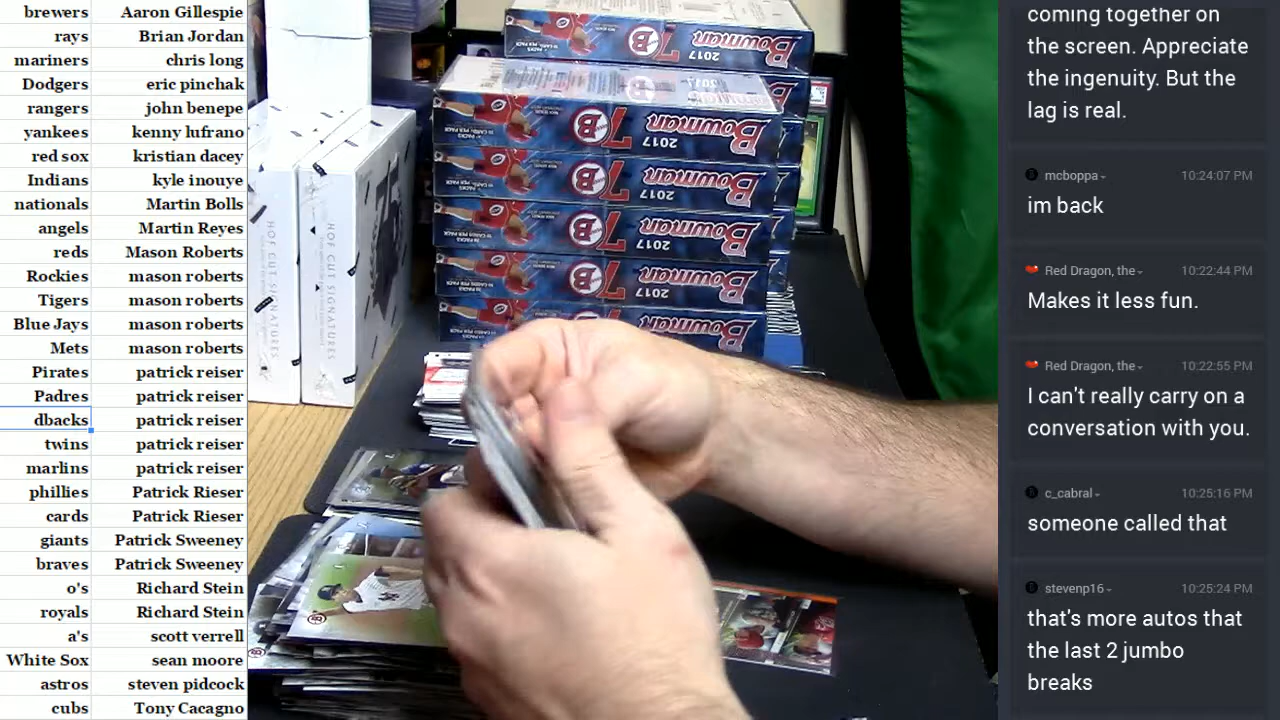 brewers Aaron Gillespie
rays Brian Jordan
mariners chris long
Dodgers eric pinchak
rangers john benepe
yankees kenny lufrano
red sox kristian dacey
Indians kyle inouye
nationals Martin Bolls
angels Martin Reyes
reds Mason Roberts
Rockies mason roberts
Tigers mason roberts
Blue Jays mason roberts
Mets mason roberts
Pirates patrick reiser
Padres patrick reiser
dbacks patrick reiser
twins patrick reiser
marlins patrick reiser
phillies Patrick Rieser
cards Patrick Rieser
giants Patrick Sweeney
braves Patrick Sweeney
o's Richard Stein
royals Richard Stein
a's scott verrell
White Sox sean moore
astros steven pidcock
cubs Tony Cacagno
Bowman 2017
Bowman 2017
Bowman 2017
Bowman 2017
Bowman 2017
Bowman 2017
HOF CUT SIGNATURES
HOF CUT SIGNATURES
coming together on
the screen. Appreciate
the ingenuity. But the
lag is real.
mcboppa 10:24:07 PM
im back
Red Dragon, the 10:22:44 PM
Makes it less fun.
Red Dragon, the 10:22:55 PM
I can't really carry on a
conversation with you.
c_cabral 10:25:16 PM
someone called that
stevenp16 10:25:24 PM
that's more autos that
the last 2 jumbo
breaks